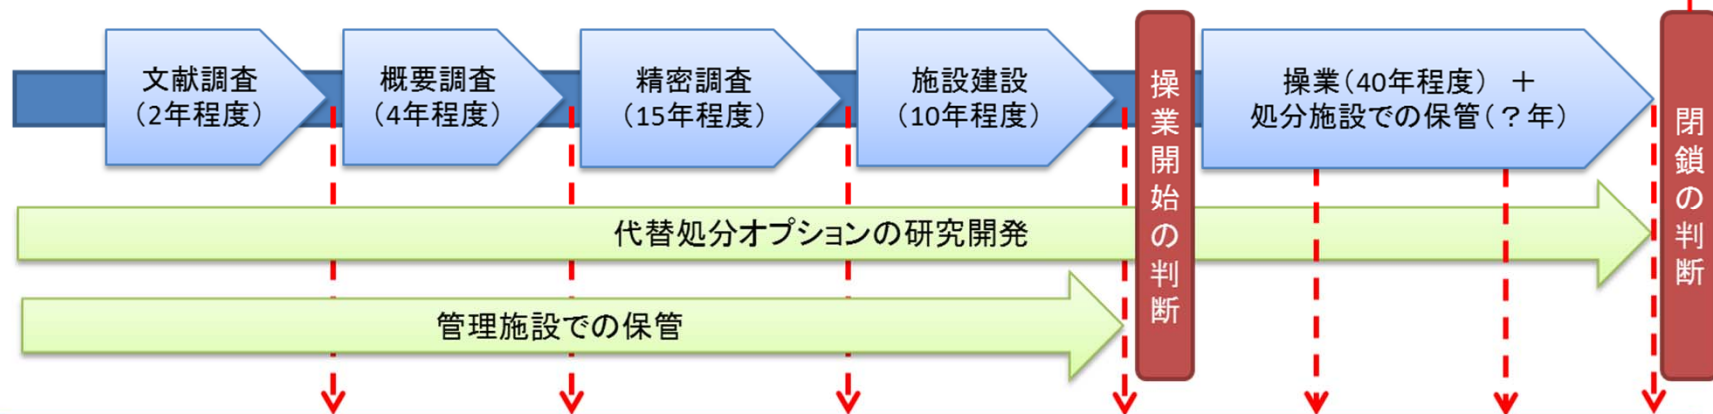 文献調査
（2年程度）
概要調査
（4年程度）
精密調査
（15年程度）
施設建設
（10年程度）
操業開始の判断
操業（40年程度） ＋
処分施設での保管（？年）
閉鎖の判断
代替処分オプションの研究開発
管理施設での保管